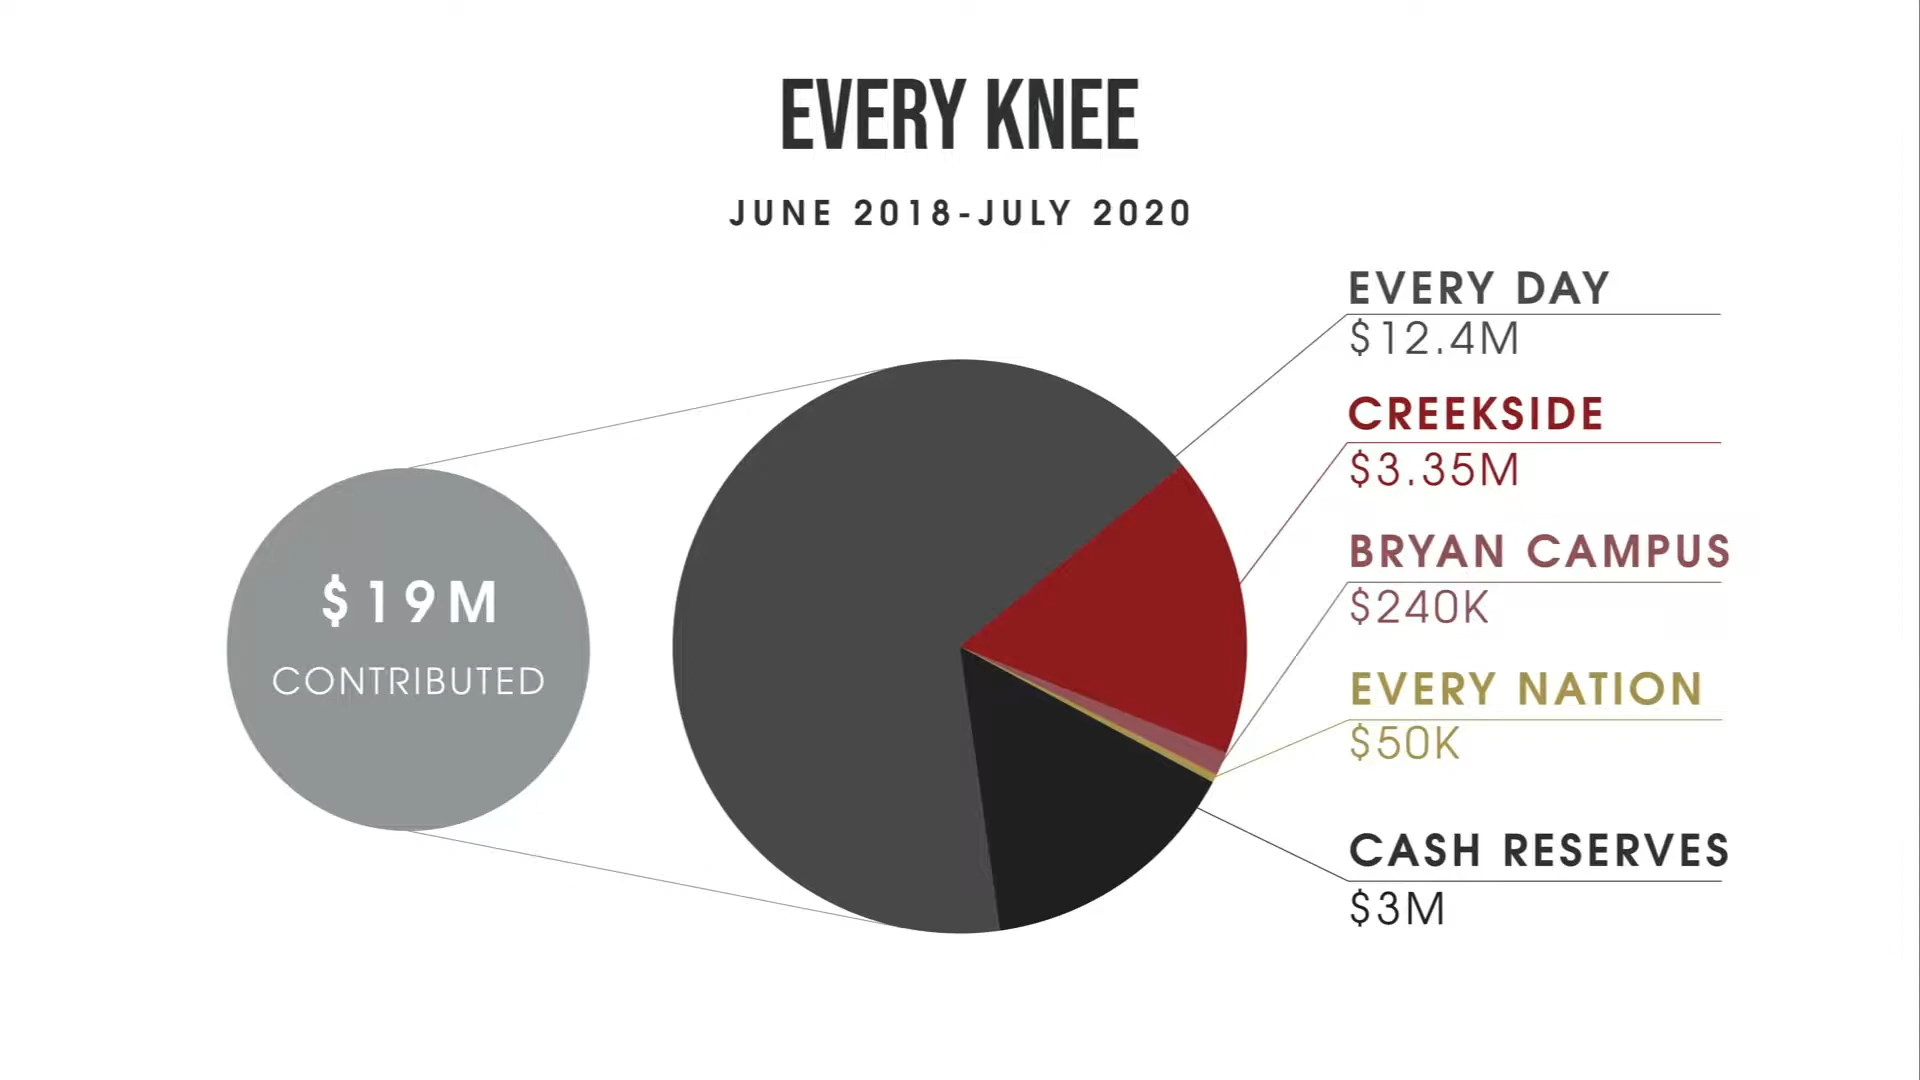 EVERY KNEE
JUNE 2018-JULY 2020
$19M
CONTRIBUTED
EVERY DAY
$12.4M
CREEKSIDE
$3.35M
BRYAN CAMPUS
$240K
EVERY NATION
$50K
CASH RESERVES
$3M